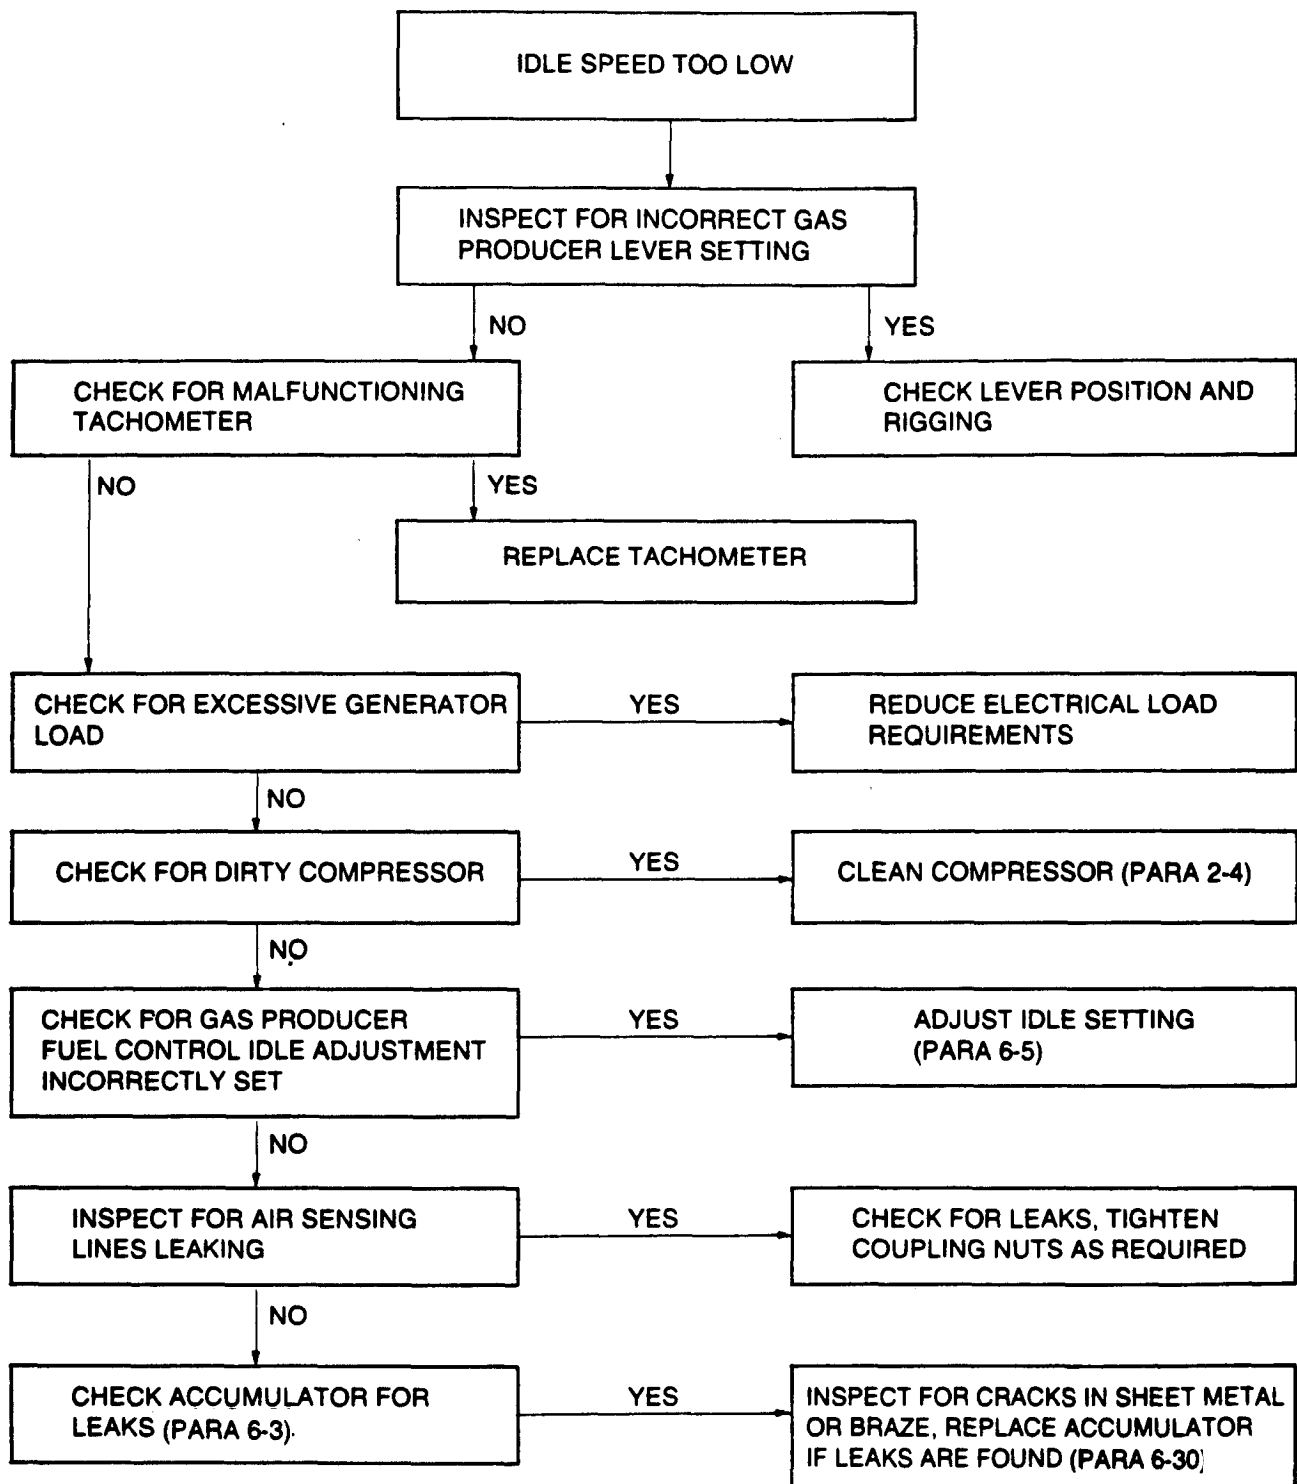 IDLE SPEED TOO LOW
INSPECT FOR INCORRECT GAS
PRODUCER LEVER SETTING
NO
YES
CHECK FOR MALFUNCTIONING
TACHOMETER
CHECK LEVER POSITION AND
RIGGING
NO
YES
REPLACE TACHOMETER
CHECK FOR EXCESSIVE GENERATOR
LOAD
YES
REDUCE ELECTRICAL LOAD
REQUIREMENTS
NO
CHECK FOR DIRTY COMPRESSOR
YES
CLEAN COMPRESSOR (PARA 2-4)
NO
CHECK FOR GAS PRODUCER
FUEL CONTROL IDLE ADJUSTMENT
INCORRECTLY SET
YES
ADJUST IDLE SETTING
(PARA 6-5)
NO
INSPECT FOR AIR SENSING
LINES LEAKING
YES
CHECK FOR LEAKS, TIGHTEN
COUPLING NUTS AS REQUIRED
NO
CHECK ACCUMULATOR FOR
LEAKS (PARA 6-3).
YES
INSPECT FOR CRACKS IN SHEET METAL
OR BRAZE, REPLACE ACCUMULATOR
IF LEAKS ARE FOUND (PARA 6-30)